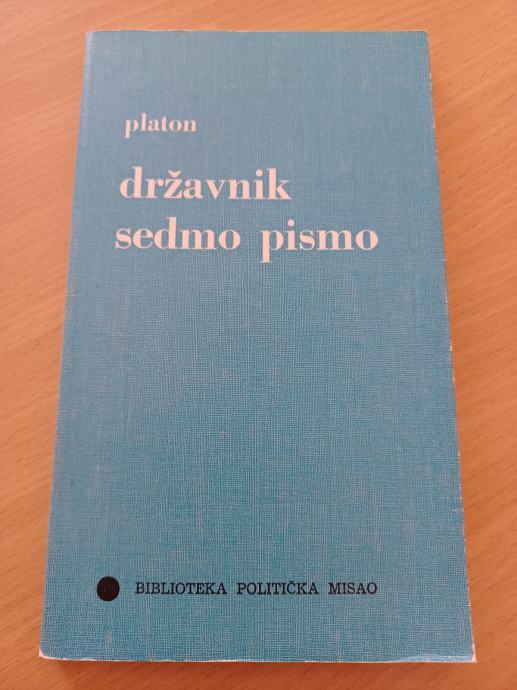 platon
državnik
sedmo pismo
BIBLIOTEKA POLITIČKA MISAO